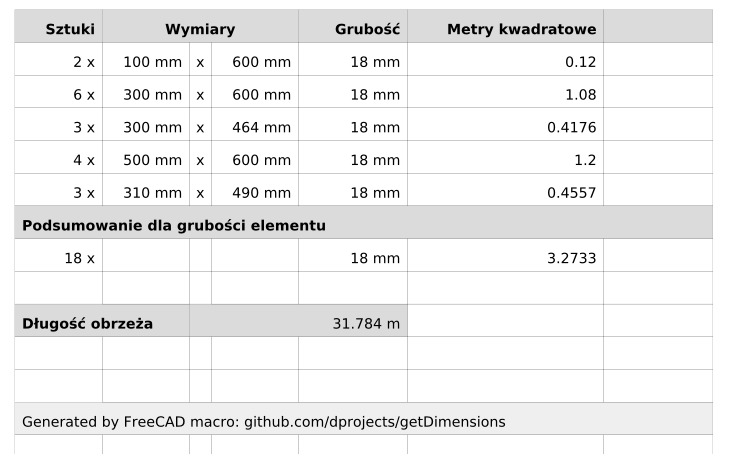 Sztuki Wymiary Grubość Metry kwadratowe
2 x 100 mm x 600 mm 18 mm 0.12
6 x 300 mm x 600 mm 18 mm 1.08
3 x 300 mm x 464 mm 18 mm 0.4176
4 x 500 mm x 600 mm 18 mm 1.2
3 x 310 mm x 490 mm 18 mm 0.4557
Podsumowanie dla grubości elementu
18 x 18 mm 3.2733
Długość obrzeża 31.784 m
Generated by FreeCAD macro: github.com/dprojects/getDimensions